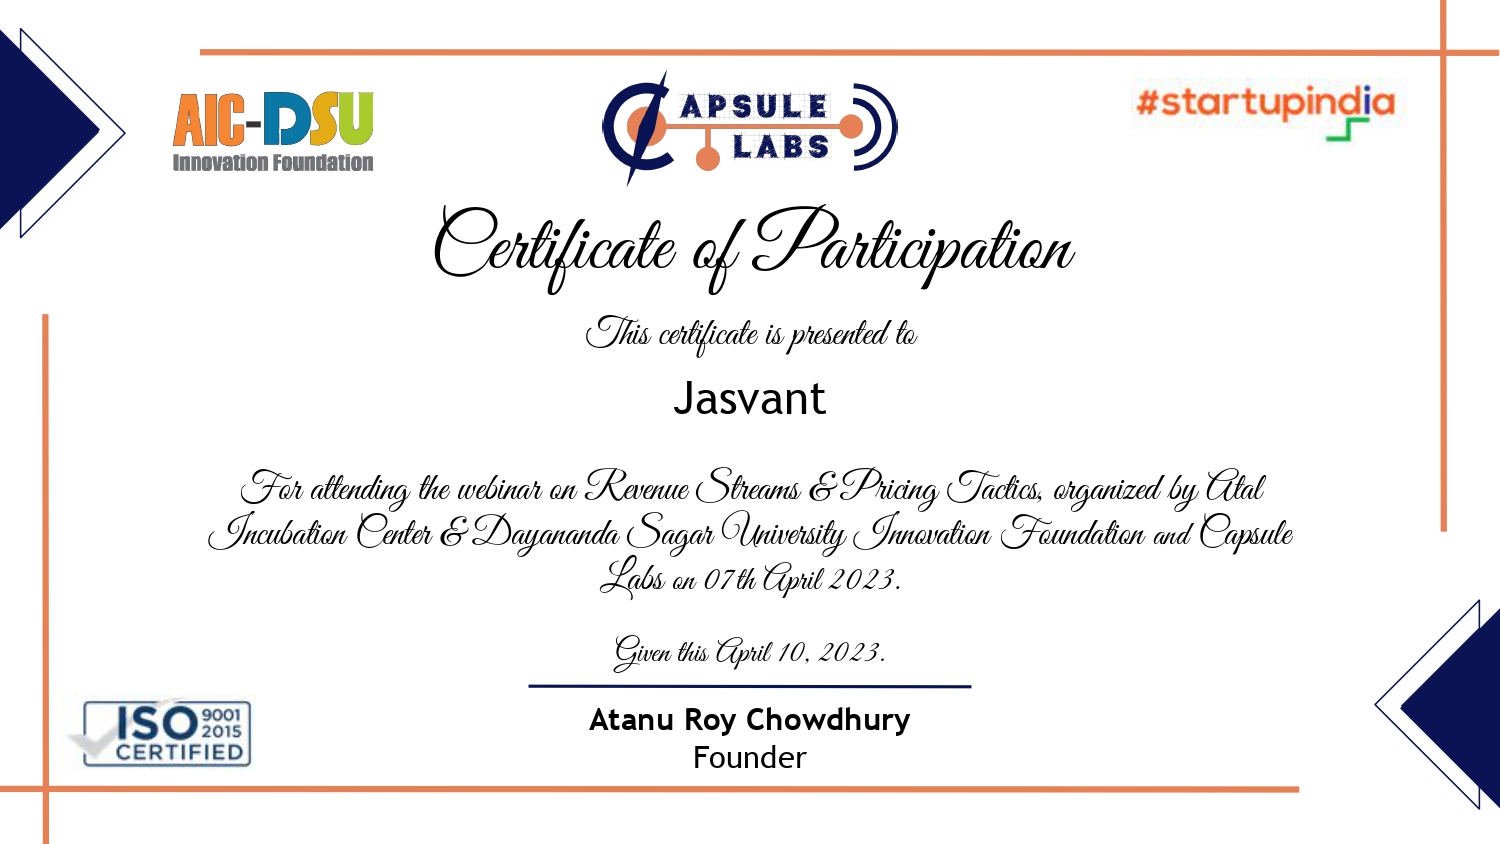 AIC-DSU
Innovation Foundation
CAPSULE
LABS
#startupindia
Certificate of Participation
This certificate is presented to
Jasvant
For attending the webinar on Revenue Streams & Pricing Tactics, organized by Atal
Incubation Center & Dayananda Sagar University Innovation Foundation and Capsule
Labs on 07th April 2023.
Given this April 10, 2023.
Atanu Roy Chowdhury
Founder
ISO 9001
2015
CERTIFIED